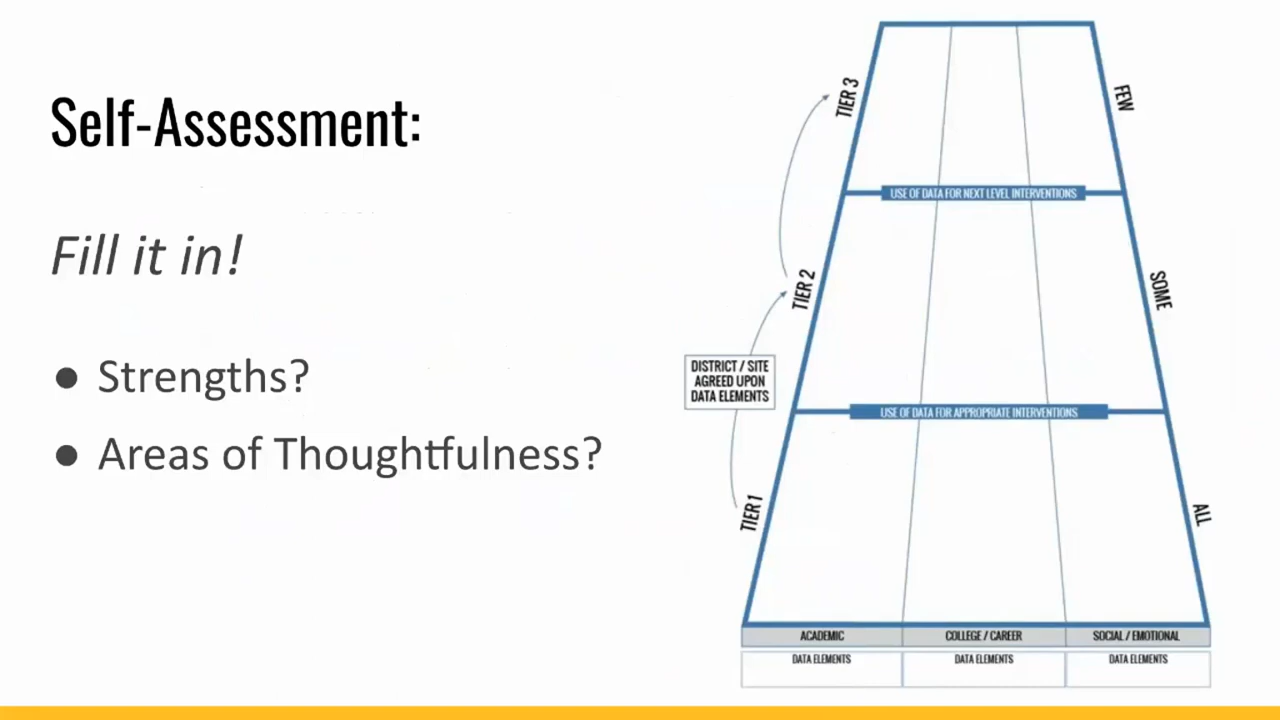 Self-Assessment:
Fill it in!
● Strengths?
● Areas of Thoughtfulness?
TIER 3
FEW
USE OF DATA FOR NEXT LEVEL INTERVENTIONS
TIER 2
SOME
DISTRICT / SITE
AGREED UPON
DATA ELEMENTS
USE OF DATA FOR APPROPRIATE INTERVENTIONS
TIER 1
ALL
ACADEMIC
COLLEGE / CAREER
SOCIAL / EMOTIONAL
DATA ELEMENTS
DATA ELEMENTS
DATA ELEMENTS